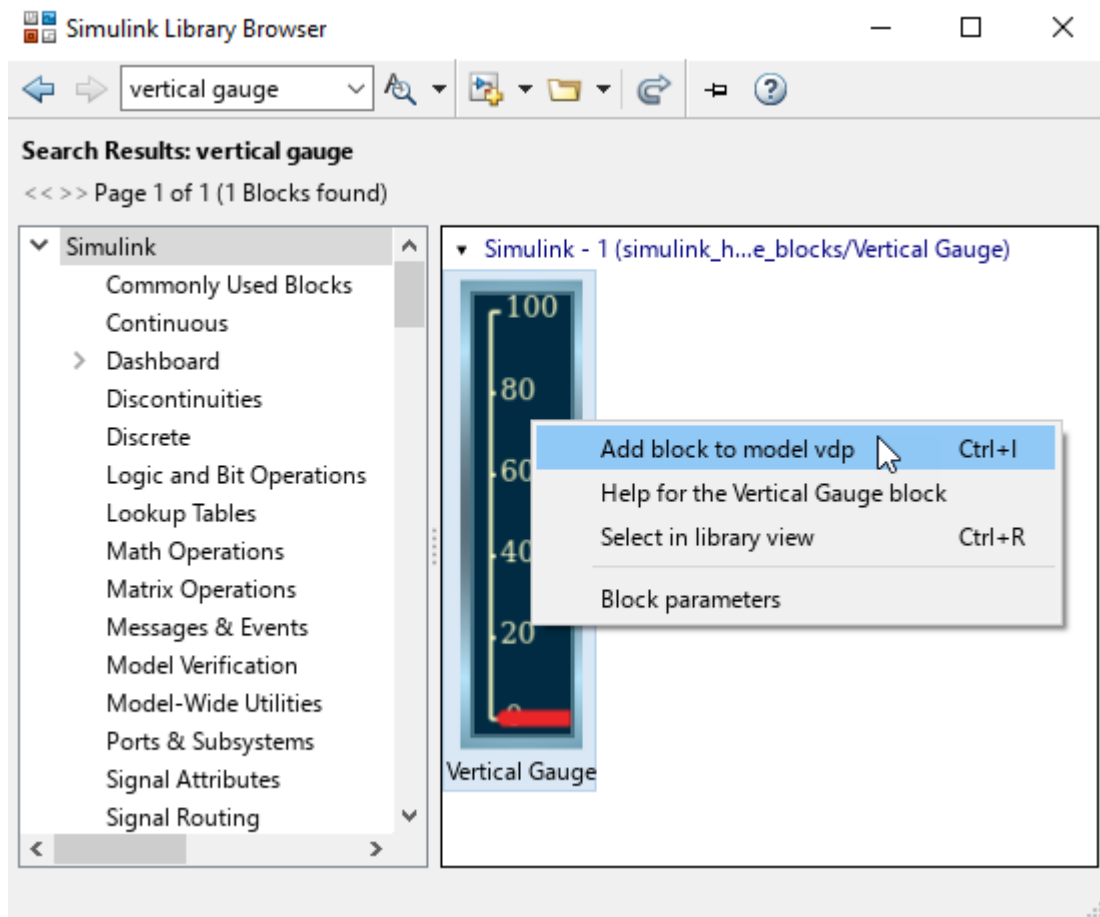 Simulink Library Browser
vertical gauge
Search Results: vertical gauge
<< >> Page 1 of 1 (1 Blocks found)
Simulink
Commonly Used Blocks
Continuous
Dashboard
Discontinuities
Discrete
Logic and Bit Operations
Lookup Tables
Math Operations
Matrix Operations
Messages & Events
Model Verification
Model-Wide Utilities
Ports & Subsystems
Signal Attributes
Signal Routing
Simulink - 1 (simulink_h...e_blocks/Vertical Gauge)
100
80
60
40
20
0
Vertical Gauge
Add block to model vdp Ctrl+I
Help for the Vertical Gauge block
Select in library view Ctrl+R
Block parameters